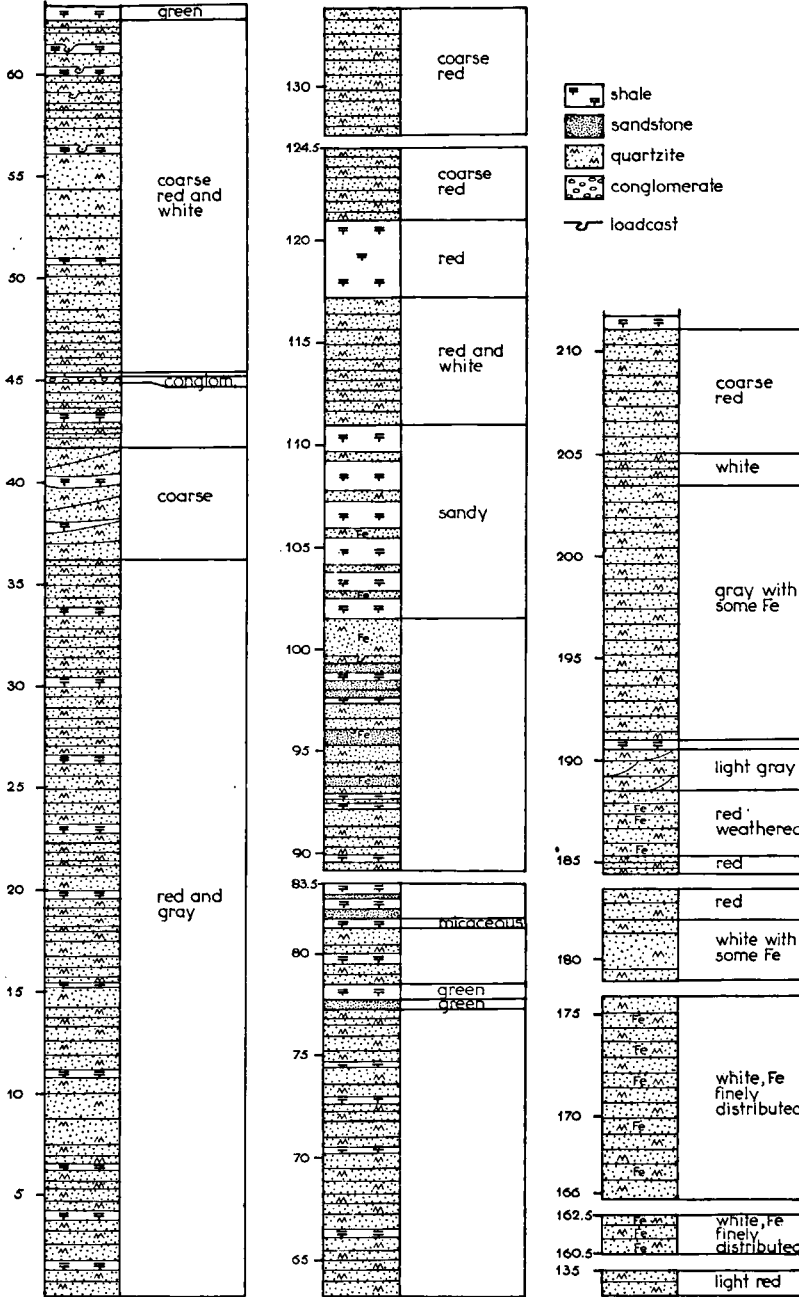 green
60
55
coarse
red and
white
50
45
conglom.
40
coarse
35
30
25
20
red and
gray
15
10
5
130
coarse
red
124.5
coarse
red
120
red
115
red and
white
110
sandy
105
Fe
Fe
100
Fe
95
Fe
Fe
90
83.5
micaceous
80
green
green
75
70
65
shale
sandstone
quartzite
conglomerate
loadcast
210
coarse
red
205
white
200
gray with
some Fe
195
190
light gray
Fe
Fe
red
weathered
Fe
185
red
red
white with
some Fe
180
175
Fe
Fe
Fe
white, Fe
finely
distributed
170
Fe
Fe
166
162.5
Fe
white, Fe
Fe
finely
160.5
Fe
distributed
135
light red